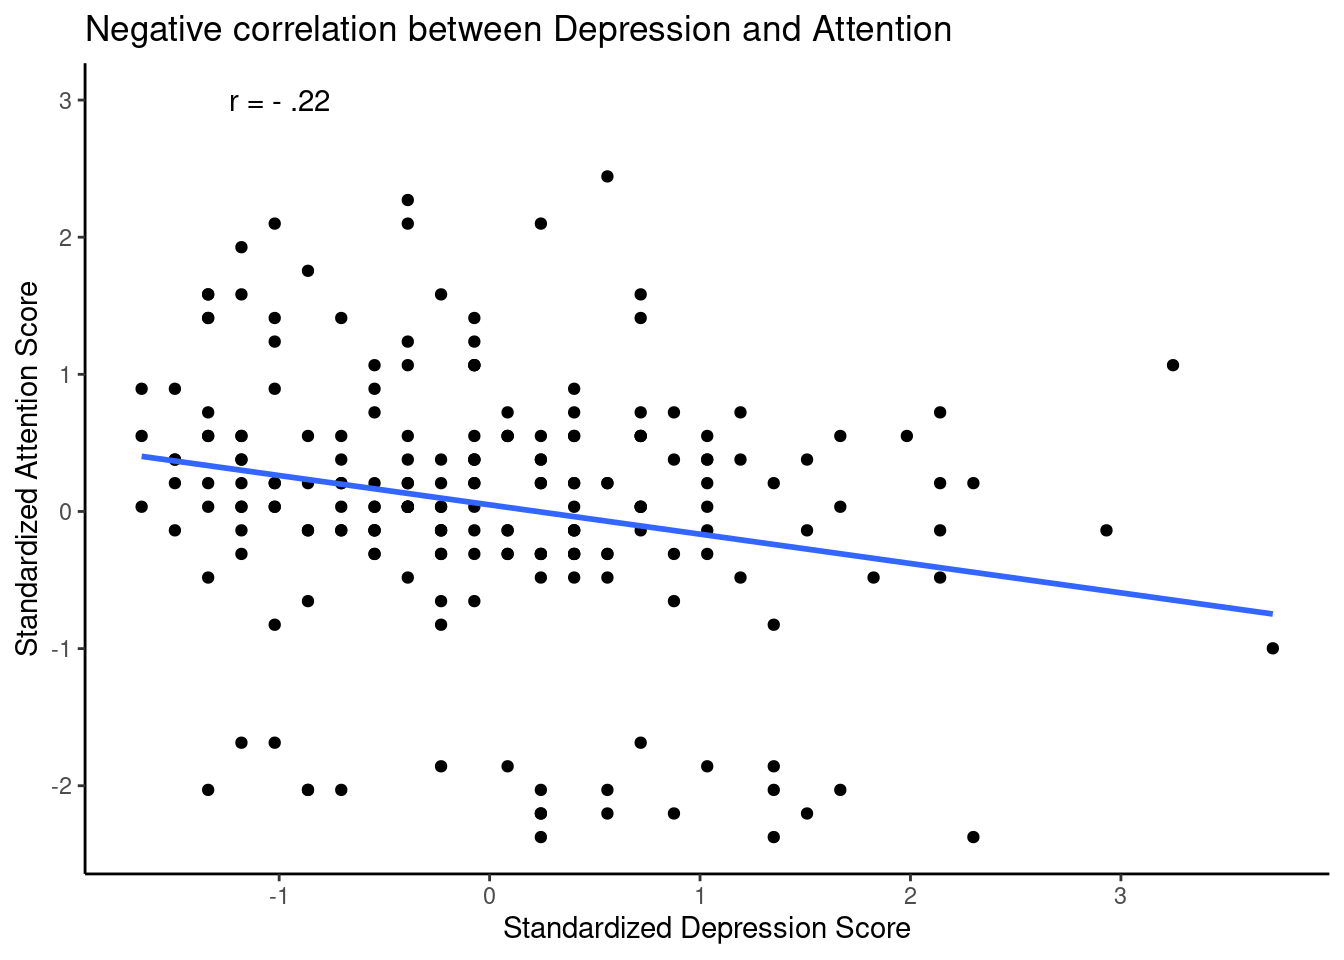 Negative correlation between Depression and Attention
r = - .22
3
2
1
0
-1
-2
Standardized Attention Score
-1
0
1
2
3
Standardized Depression Score